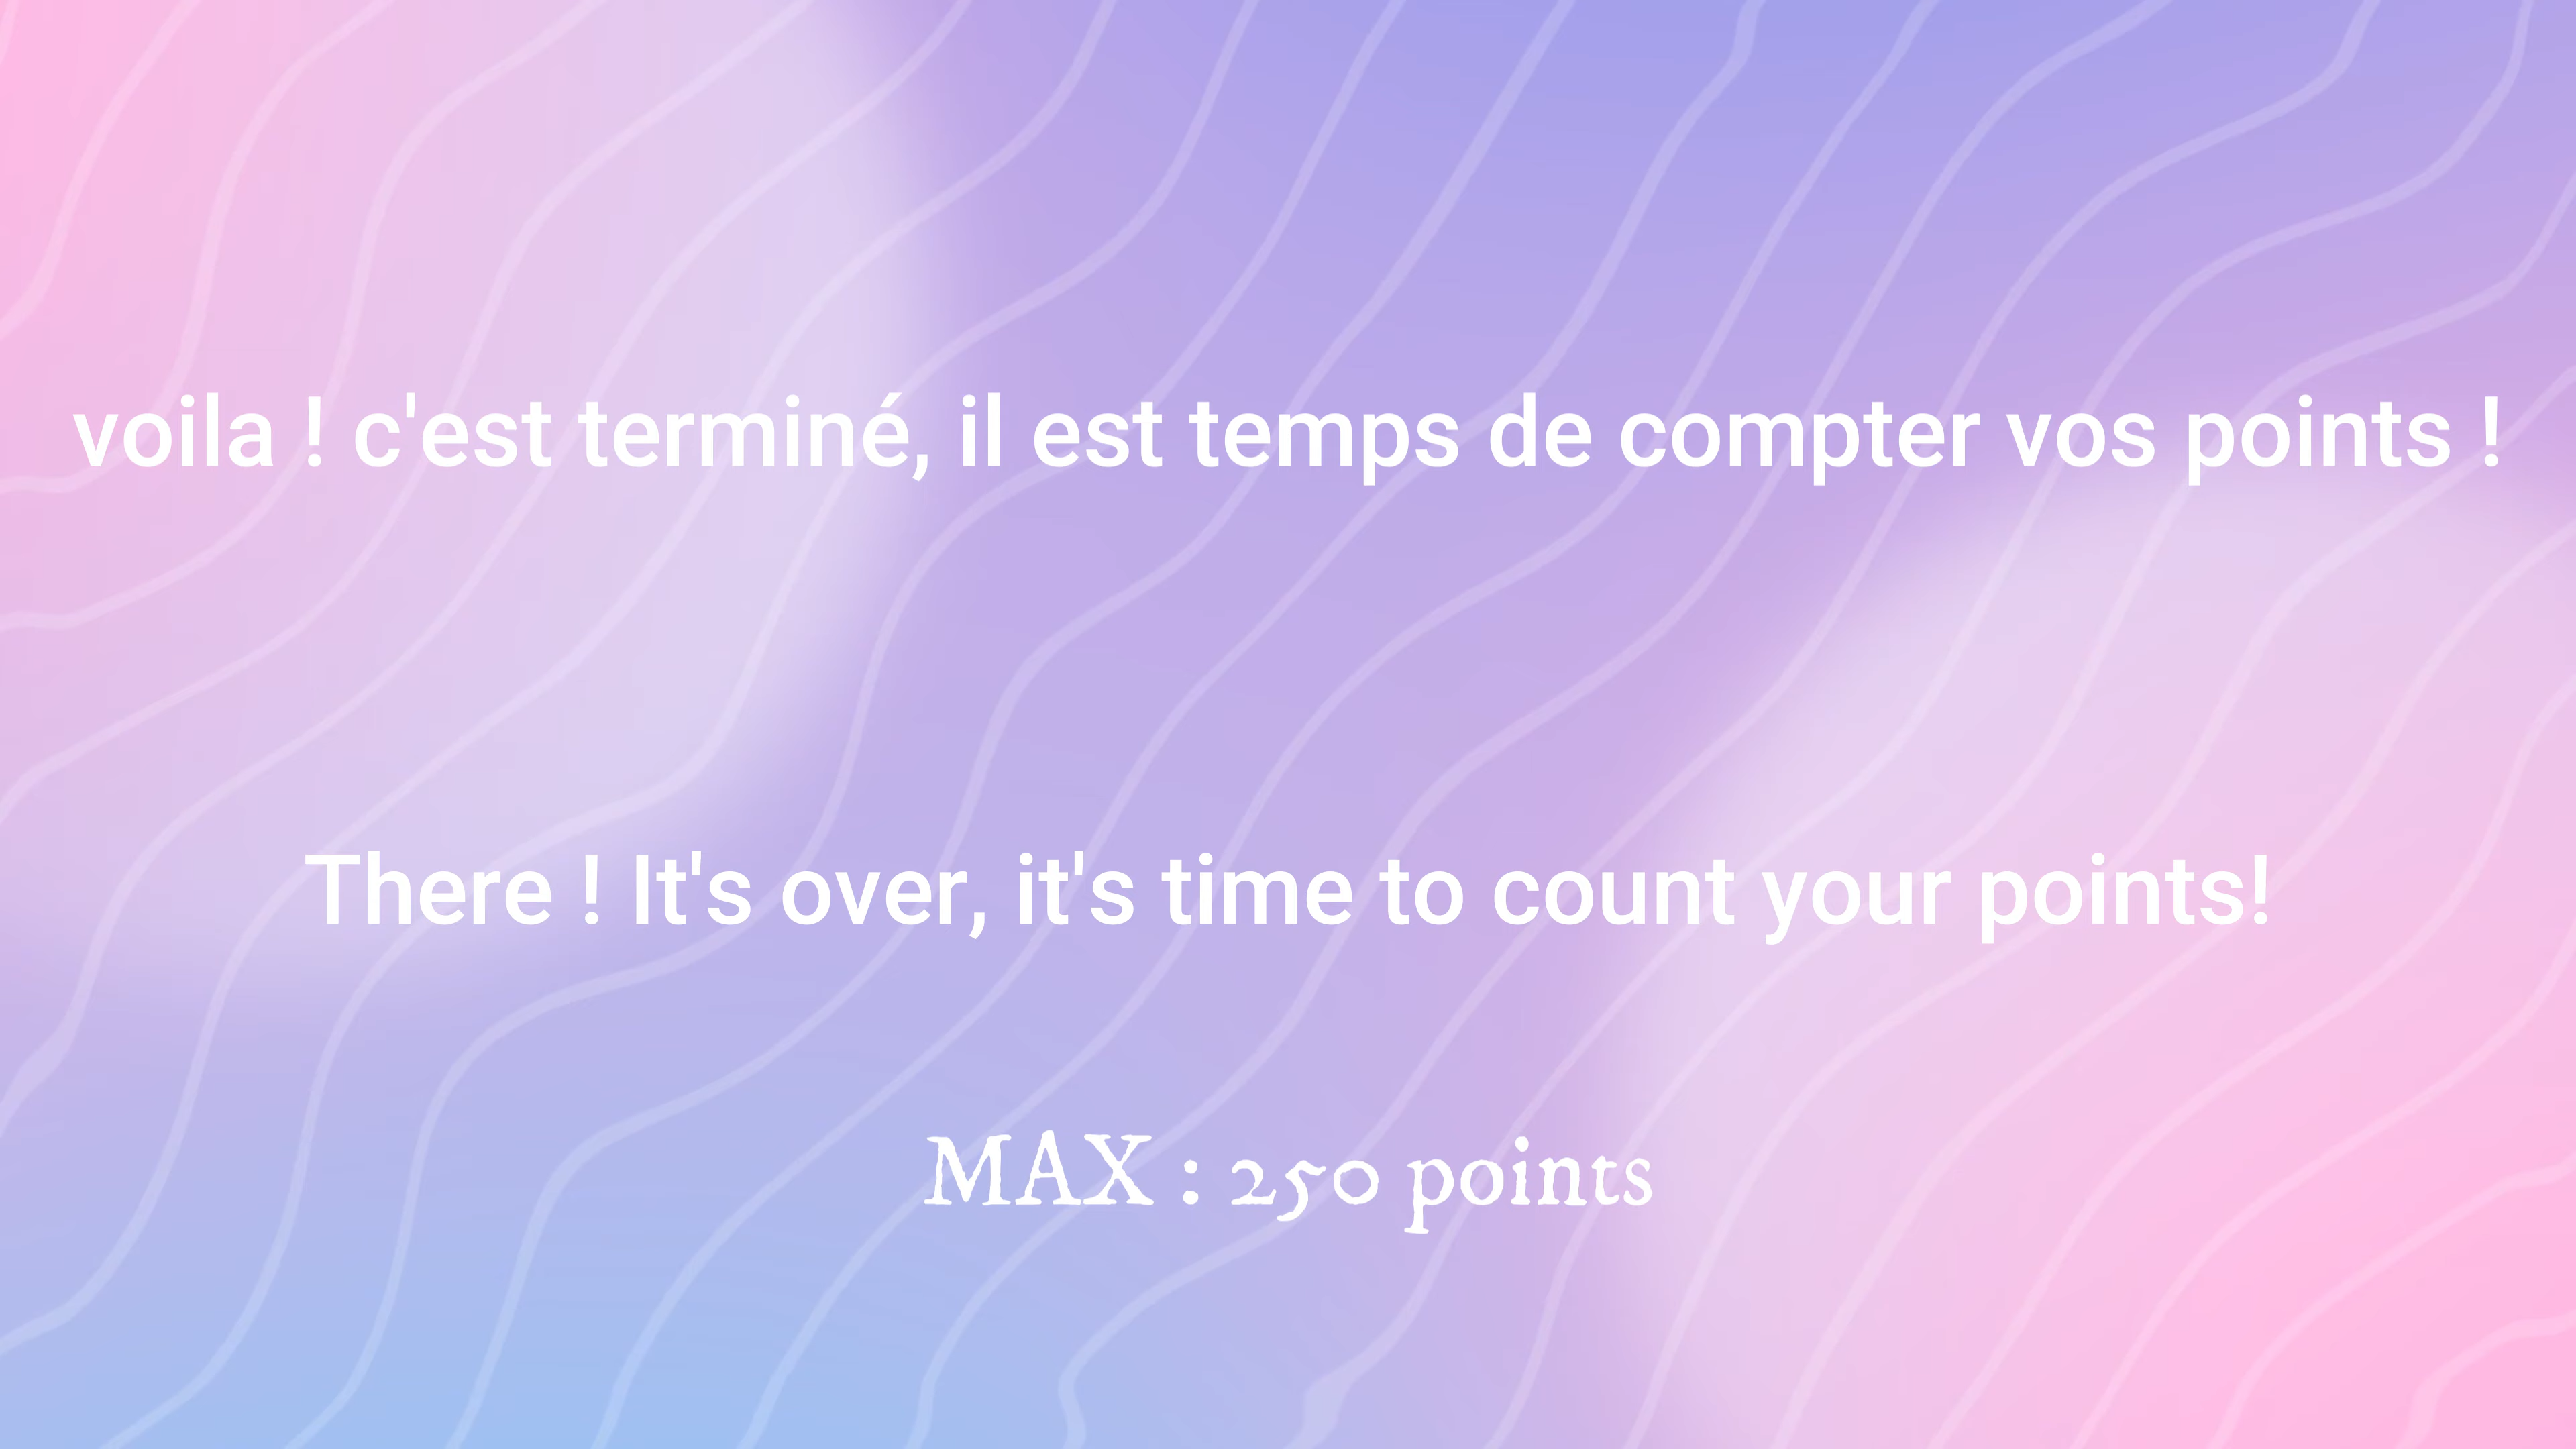 voila ! c'est terminé, il est temps de compter vos points !
There ! It's over, it's time to count your points!
MAX : 250 points